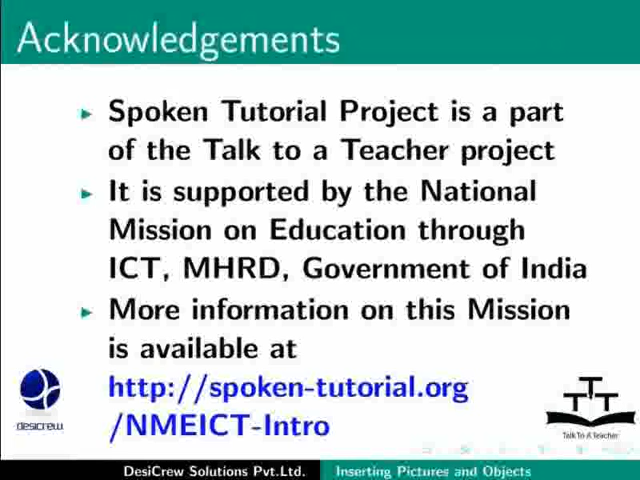 Acknowledgements
Spoken Tutorial Project is a part
of the Talk to a Teacher project
It is supported by the National
Mission on Education through
ICT, MHRD, Government of India
More information on this Mission
is available at
http://spoken-tutorial.org
/NMEICT-Intro
desicrew
TTT
Talk To A Teacher
DesiCrew Solutions Pvt.Ltd.
Inserting Pictures and Objects